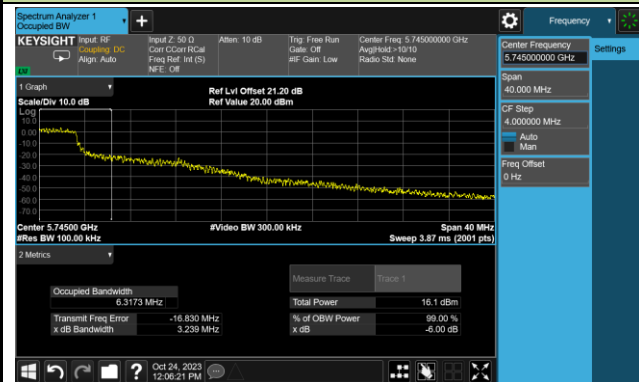 Spectrum Analyzer 1
Occupied BW
Frequency
KEYSIGHT
Input: RF
Coupling: DC
Align: Auto
Input Z: 50 Ω
Corr CCorr RCal
Freq Ref: Int (S)
NFE: Off
Atten: 10 dB
Trig: Free Run
Gate: Off
#IF Gain: Low
Center Freq: 5.745000000 GHz
Avg|Hold:>10/10
Radio Std: None
Center Frequency
5.745000000 GHz
Settings
Span
40.000 MHz
CF Step
4.000000 MHz
Auto
Man
Freq Offset
0 Hz
1 Graph
Scale/Div 10.0 dB
Ref Lvl Offset 21.20 dB
Ref Value 20.00 dBm
Log
10.0
0.00
-10.0
-20.0
-30.0
-40.0
-50.0
-60.0
-70.0
Center 5.74500 GHz
#Res BW 100.00 kHz
#Video BW 300.00 kHz
Span 40 MHz
Sweep 3.87 ms (2001 pts)
2 Metrics
Measure Trace
Trace 1
Occupied Bandwidth
6.3173 MHz
Total Power
16.1 dBm
Transmit Freq Error
-16.830 MHz
% of OBW Power
99.00 %
x dB Bandwidth
3.239 MHz
x dB
-6.00 dB
Oct 24, 2023
12:06:21 PM